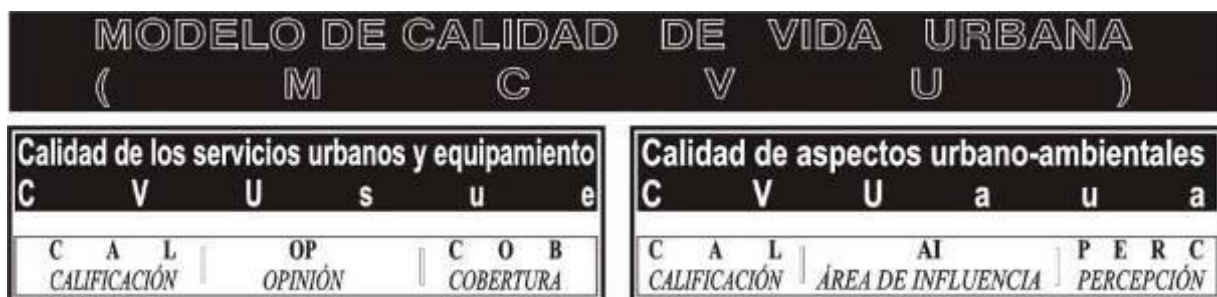 MODELO DE CALIDAD DE VIDA URBANA
( M C V U )
Calidad de los servicios urbanos y equipamiento
C V U s u e
C A L OP C O B
CALIFICACIÓN OPINIÓN COBERTURA
Calidad de aspectos urbano-ambientales
C V U a u a
C A L AI P E R C
CALIFICACIÓN ÁREA DE INFLUENCIA PERCEPCIÓN